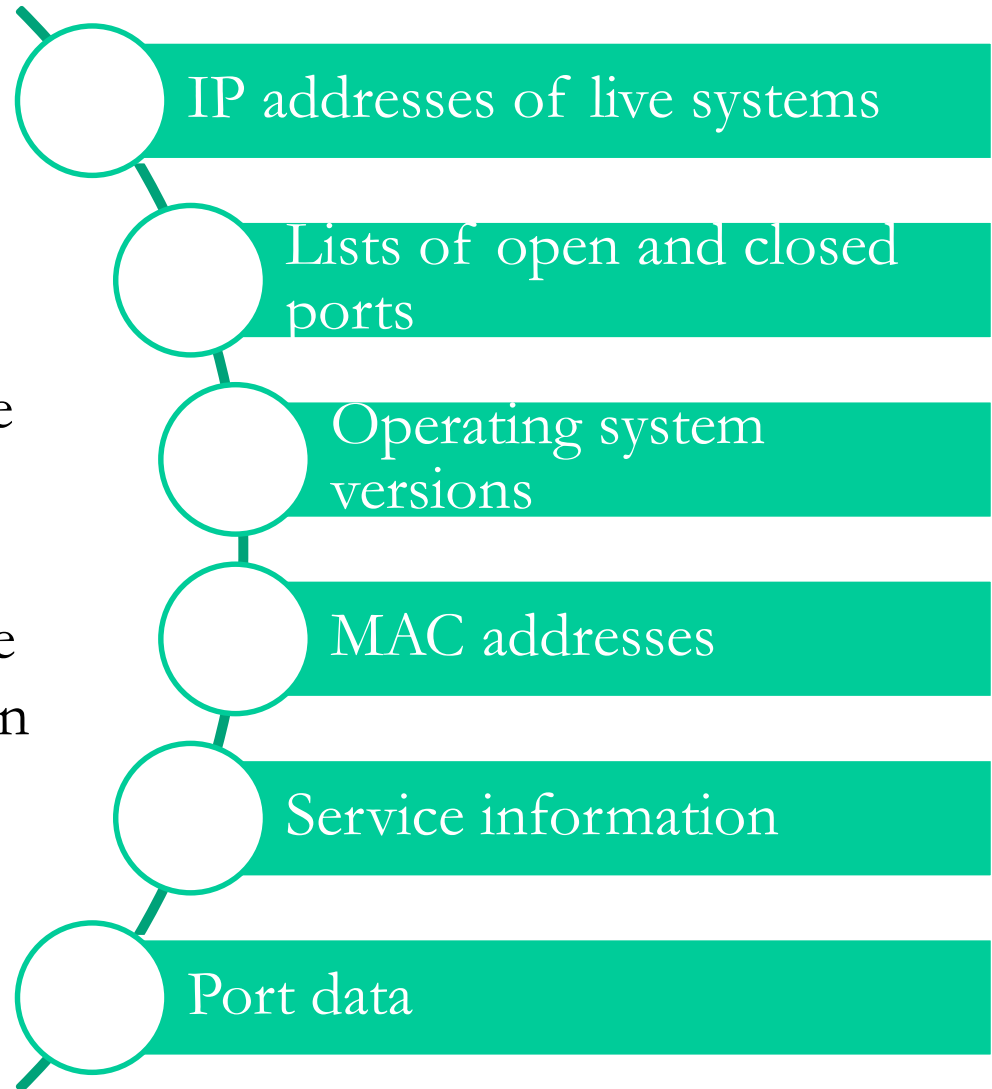 IP addresses of live systems
Lists of open and closed
ports
e
Operating system
versions
MAC addresses
e
n
Service information
Port data